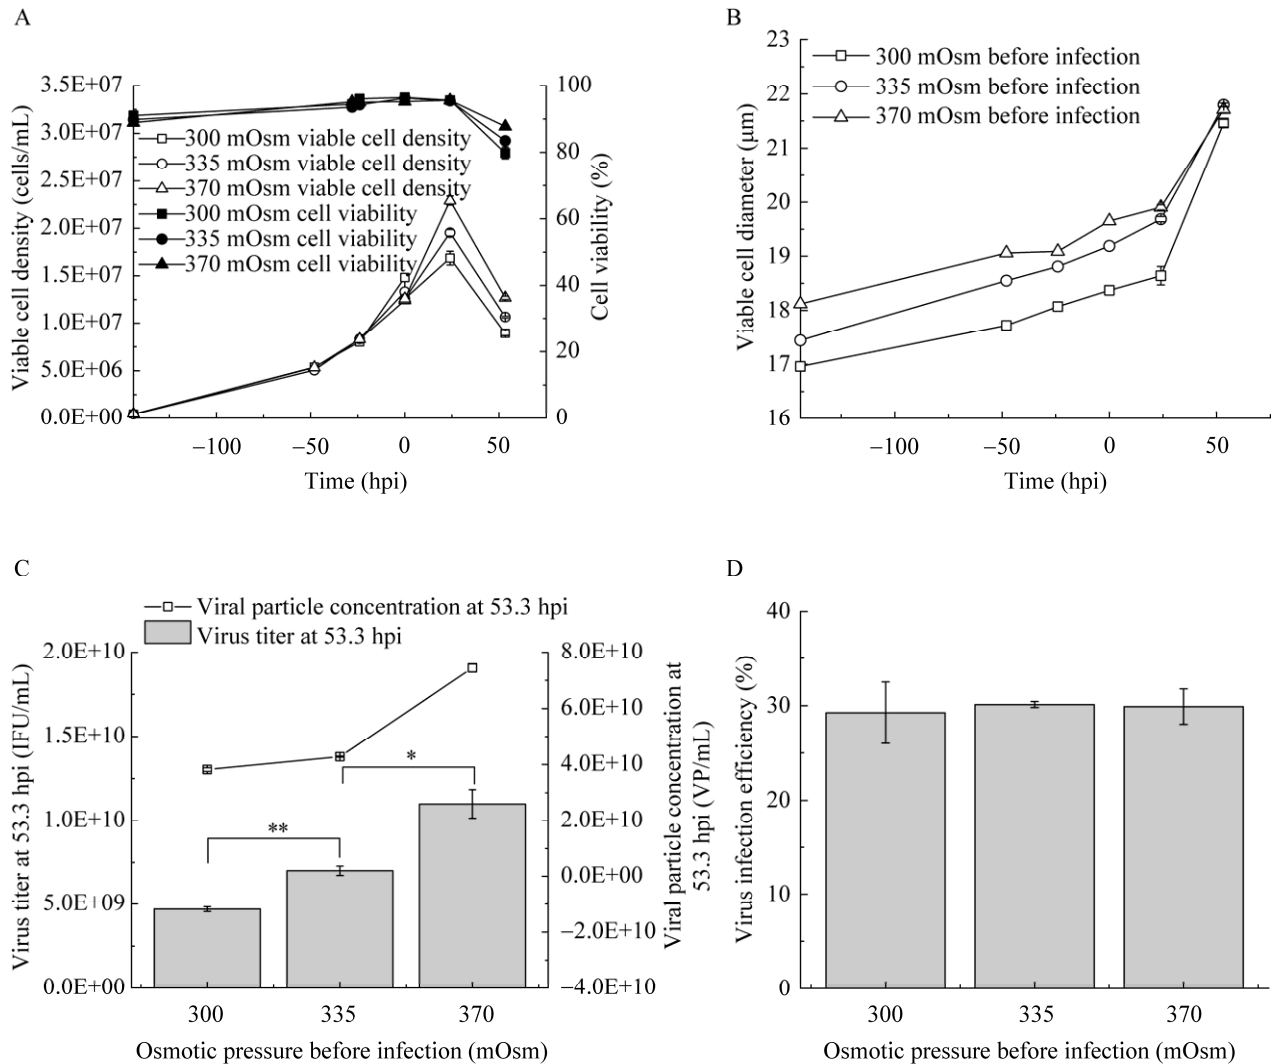 A
3.5E+07
3.0E+07
2.5E+07
2.0E+07
1.5E+07
1.0E+07
5.0E+06
0.0E+00
Viable cell density (cells/mL)
300 mOsm viable cell density
335 mOsm viable cell density
370 mOsm viable cell density
300 mOsm cell viability
335 mOsm cell viability
370 mOsm cell viability
100
80
60
40
20
0
Cell viability (%)
−100
−50
0
50
Time (hpi)
B
23
22
21
20
19
18
17
16
Viable cell diameter (μm)
300 mOsm before infection
335 mOsm before infection
370 mOsm before infection
−100
−50
0
50
Time (hpi)
C
Viral particle concentration at 53.3 hpi
Virus titer at 53.3 hpi
2.0E+10
1.5E+10
1.0E+10
5.0E+09
0.0E+00
Virus titer at 53.3 hpi (IFU/mL)
**
*
8.0E+10
6.0E+10
4.0E+10
2.0E+10
0.0E+00
−2.0E+10
−4.0E+10
Viral particle concentration at
53.3 hpi (VP/mL)
300
335
370
Osmotic pressure before infection (mOsm)
D
40
30
20
10
0
Virus infection efficiency (%)
300
335
370
Osmotic pressure before infection (mOsm)